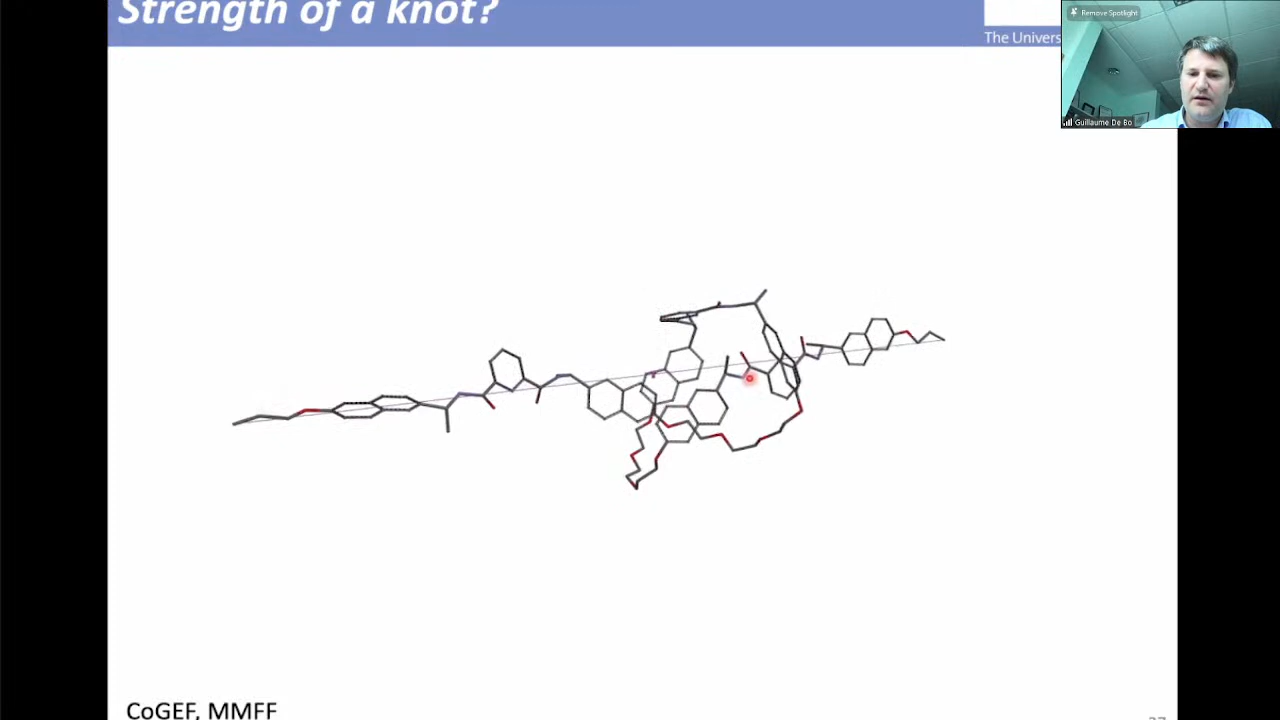 Strength of a knot?
The Univers
Remove Spotlight
Guillaume De Bo
CoGEF, MMFF